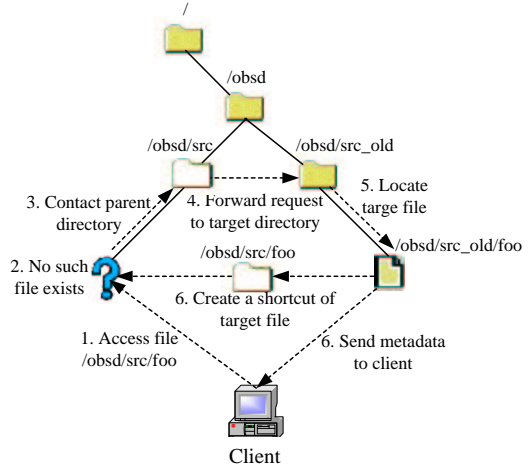 /
/obsd
/obsd/src
/obsd/src_old
3. Contact parent
directory
4. Forward request
to target directory
5. Locate
targe file
/obsd/src_old/foo
2. No such
file exists
/obsd/src/foo
6. Create a shortcut of
target file
1. Access file
/obsd/src/foo
6. Send metadata
to client
Client